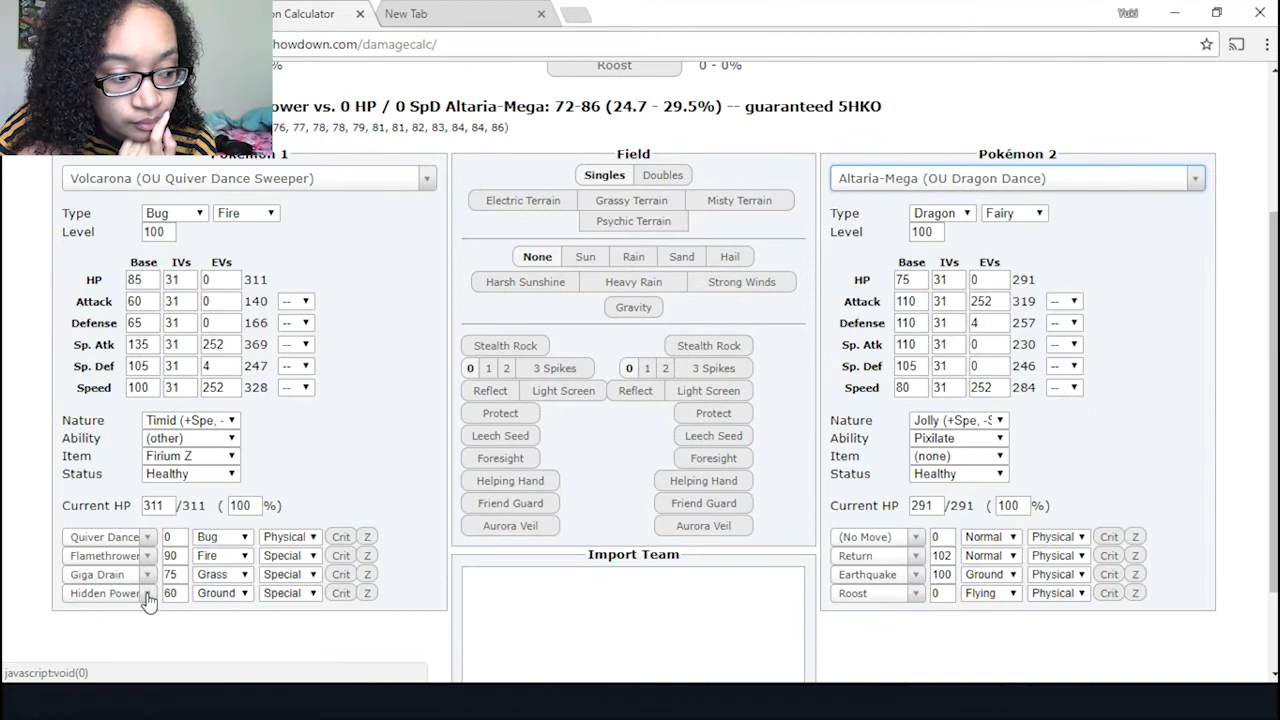 on Calculator
New Tab
Yuki
howdown.com/damagecalc/
%
Roost
0 - 0%
ower vs. 0 HP / 0 SpD Altaria-Mega: 72-86 (24.7 - 29.5%) -- guaranteed 5HKO
76, 77, 78, 78, 79, 81, 81, 82, 83, 84, 84, 86)
Pokémon 1
Volcarona (OU Quiver Dance Sweeper)
Type Bug Fire
Level 100
Base IVs EVs
HP 85 31 0 311
Attack 60 31 0 140 --
Defense 65 31 0 166 --
Sp. Atk 135 31 252 369 --
Sp. Def 105 31 4 247 --
Speed 100 31 252 328 --
Nature Timid (+Spe, -
Ability (other)
Item Firium Z
Status Healthy
Current HP 311 /311 ( 100 %)
Quiver Dance 0 Bug Physical Crit Z
Flamethrower 90 Fire Special Crit Z
Giga Drain 75 Grass Special Crit Z
Hidden Power 60 Ground Special Crit Z
Field
Singles Doubles
Electric Terrain Grassy Terrain Misty Terrain
Psychic Terrain
None Sun Rain Sand Hail
Harsh Sunshine Heavy Rain Strong Winds
Gravity
Stealth Rock Stealth Rock
0 1 2 3 Spikes 0 1 2 3 Spikes
Reflect Light Screen Reflect Light Screen
Protect Protect
Leech Seed Leech Seed
Foresight Foresight
Helping Hand Helping Hand
Friend Guard Friend Guard
Aurora Veil Aurora Veil
Import Team
Pokémon 2
Altaria-Mega (OU Dragon Dance)
Type Dragon Fairy
Level 100
Base IVs EVs
HP 75 31 0 291
Attack 110 31 252 319 --
Defense 110 31 4 257 --
Sp. Atk 110 31 0 230 --
Sp. Def 105 31 0 246 --
Speed 80 31 252 284 --
Nature Jolly (+Spe, -S
Ability Pixilate
Item (none)
Status Healthy
Current HP 291 /291 ( 100 %)
(No Move) 0 Normal Physical Crit Z
Return 102 Normal Physical Crit Z
Earthquake 100 Ground Physical Crit Z
Roost 0 Flying Physical Crit Z
javascript:void(0)